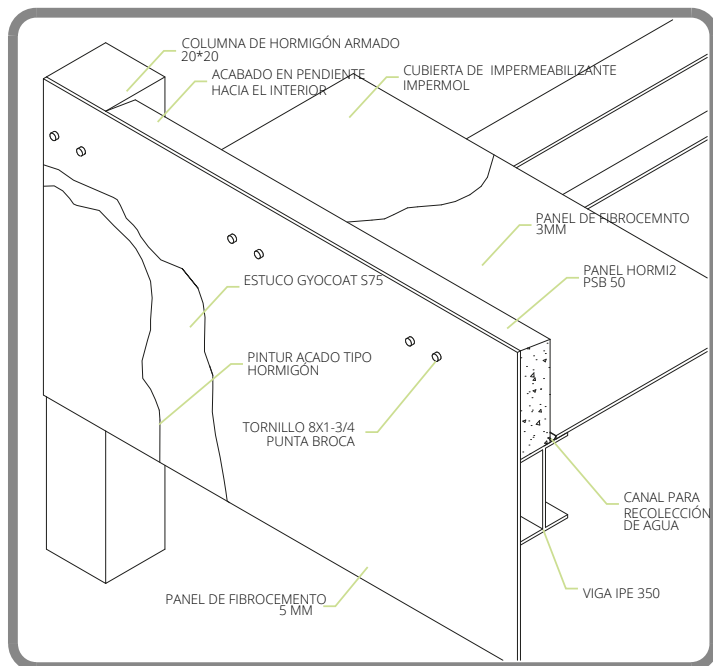 COLUMNA DE HORMIGÓN ARMADO
20*20
ACABADO EN PENDIENTE
HACIA EL INTERIOR
CUBIERTA DE IMPERMEABILIZANTE
IMPERMOL
PANEL DE FIBROCEMNTO
3MM
PANEL HORMI2
PSB 50
ESTUCO GYOCOAT S75
PINTUR ACADO TIPO
HORMIGÓN
TORNILLO 8X1-3/4
PUNTA BROCA
CANAL PARA
RECOLECCIÓN
DE AGUA
VIGA IPE 350
PANEL DE FIBROCEMENTO
5 MM